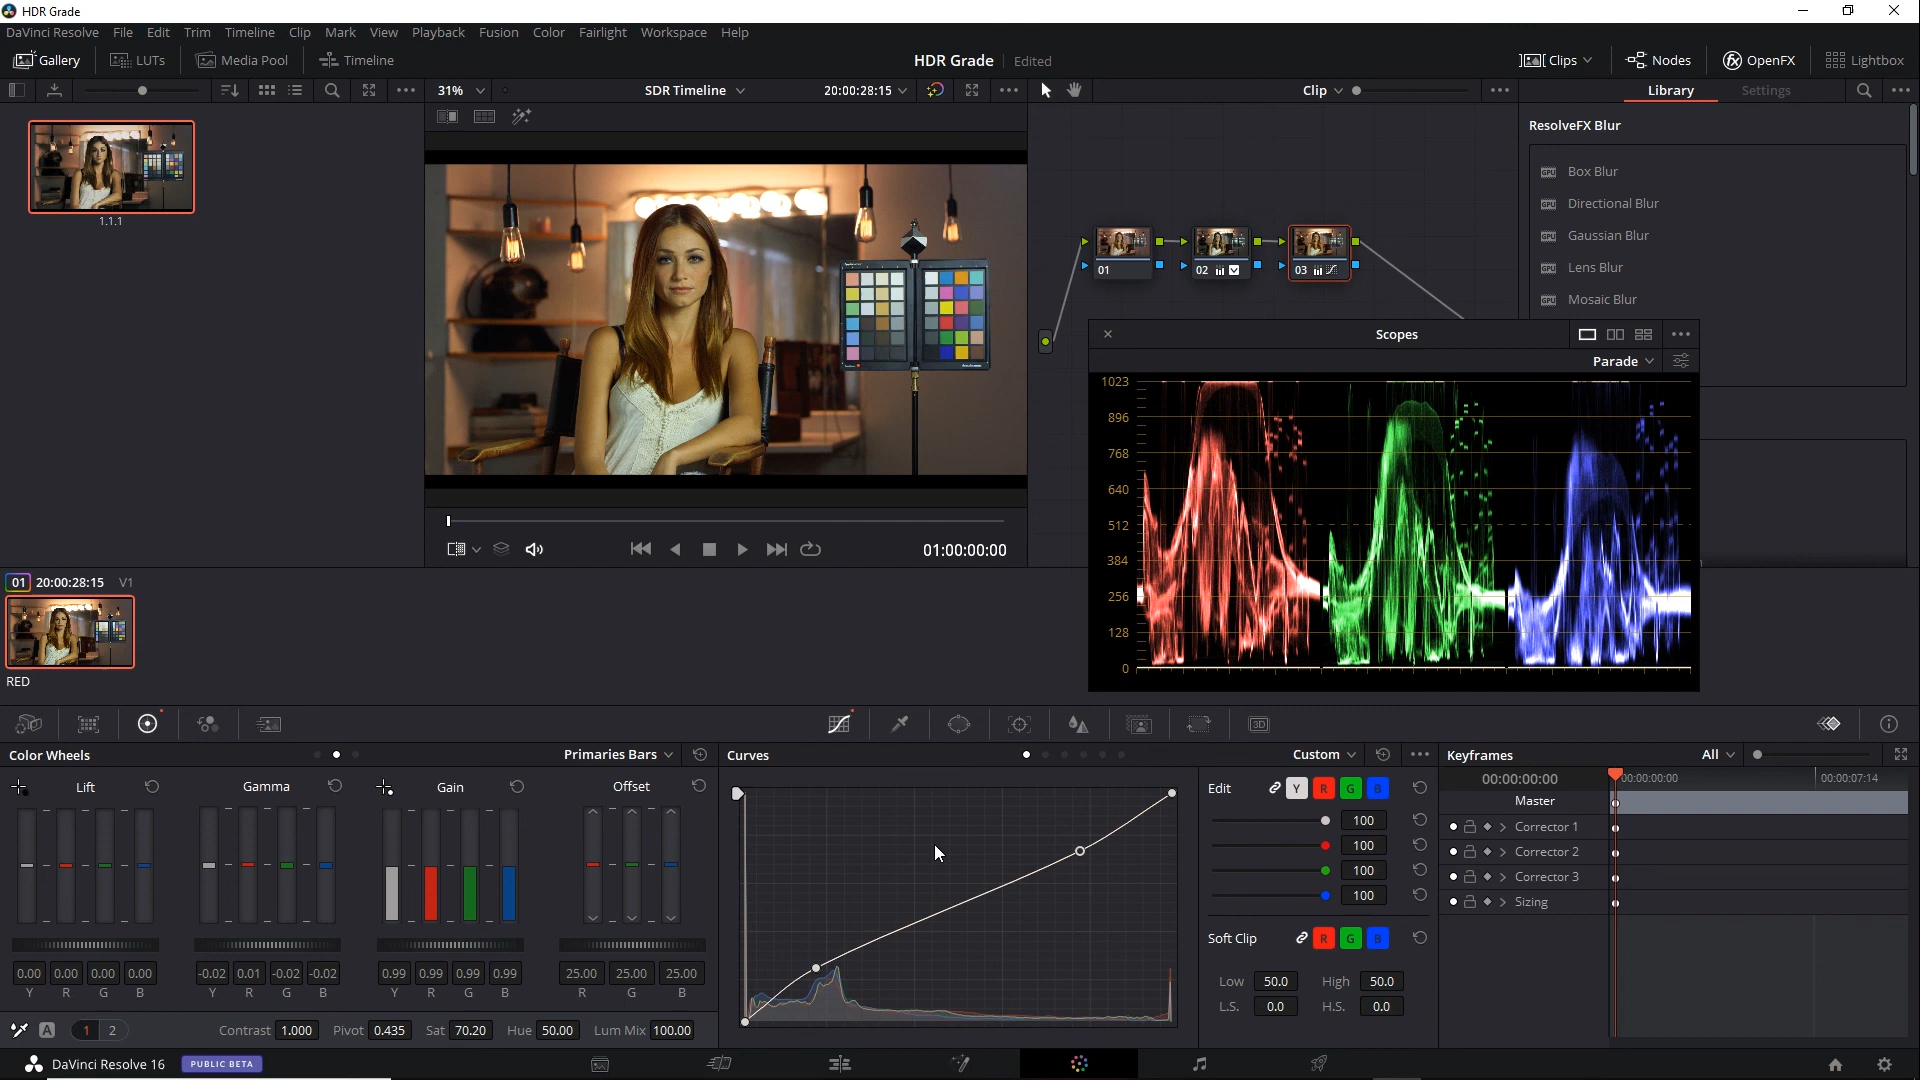 HDR Grade
DaVinci Resolve File Edit Trim Timeline Clip Mark View Playback Fusion Color Fairlight Workspace Help
Gallery LUTs Media Pool Timeline HDR Grade Edited Clips Nodes OpenFX Lightbox
31% SDR Timeline 20:00:28:15 Clip Library Settings
ResolveFX Blur
GPU Box Blur
GPU Directional Blur
GPU Gaussian Blur
GPU Lens Blur
GPU Mosaic Blur
1.1.1
01 02 03
Scopes
Parade
1023
896
768
640
512
384
256
128
0
01:00:00:00
01 20:00:28:15 V1
RED
3D
Color Wheels Primaries Bars Curves Custom Keyframes All
Lift Gamma Gain Offset
Edit Y R G B
100
100
100
100
Soft Clip R G B
Low 50.0 High 50.0
L.S. 0.0 H.S. 0.0
00:00:00:00 00:00:00:00 00:00:07:14
Master
Corrector 1
Corrector 2
Corrector 3
Sizing
0.00 0.00 0.00 0.00 -0.02 0.01 -0.02 -0.02 0.99 0.99 0.99 0.99 25.00 25.00 25.00
Y R G B Y R G B Y R G B R G B
A 1 2 Contrast 1.000 Pivot 0.435 Sat 70.20 Hue 50.00 Lum Mix 100.00
DaVinci Resolve 16 PUBLIC BETA